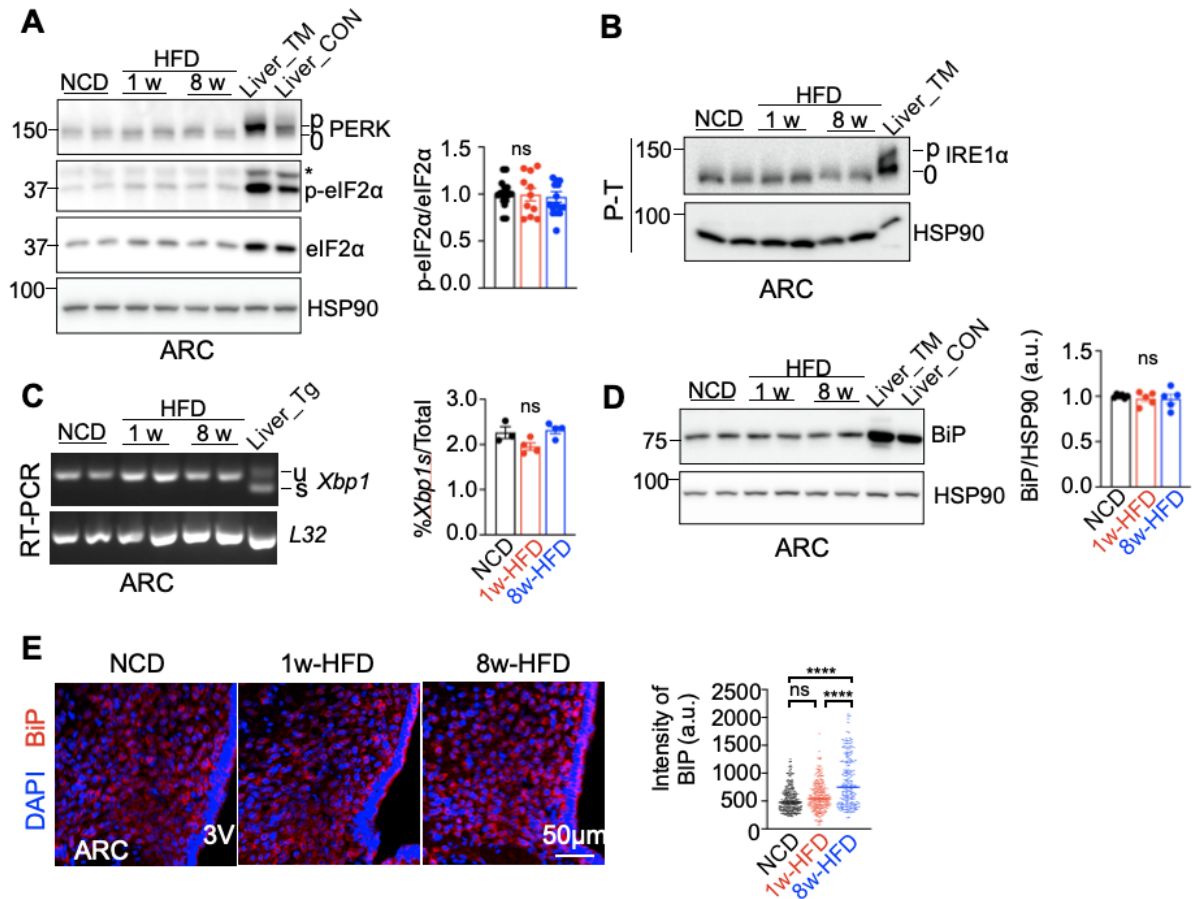 A
HFD
NCD 1 w 8 w Liver_TM Liver_CON
150
p
0
PERK
*
37
p-eIF2α
37
eIF2α
100
HSP90
ARC
p-eIF2α/eIF2α
1.5
1.0
0.5
0.0
ns
B
HFD
NCD 1 w 8 w Liver_TM
P-T
150
p
0
IRE1α
100
HSP90
ARC
C
HFD
NCD 1 w 8 w Liver_Tg
RT-PCR
u
s
Xbp1
L32
ARC
%Xbp1s/Total
3.0
2.0
1.0
0.0
ns
NCD
1w-HFD
8w-HFD
D
HFD
NCD 1 w 8 w Liver_TM Liver_CON
75
BiP
100
HSP90
ARC
BiP/HSP90 (a.u.)
1.5
1.0
0.5
0.0
ns
NCD
1w-HFD
8w-HFD
E
NCD 1w-HFD 8w-HFD
DAPI BiP
ARC
3V
50μm
Intensity of
BIP (a.u.)
2500
2000
1500
1000
500
0
****
ns ****
NCD
1w-HFD
8w-HFD